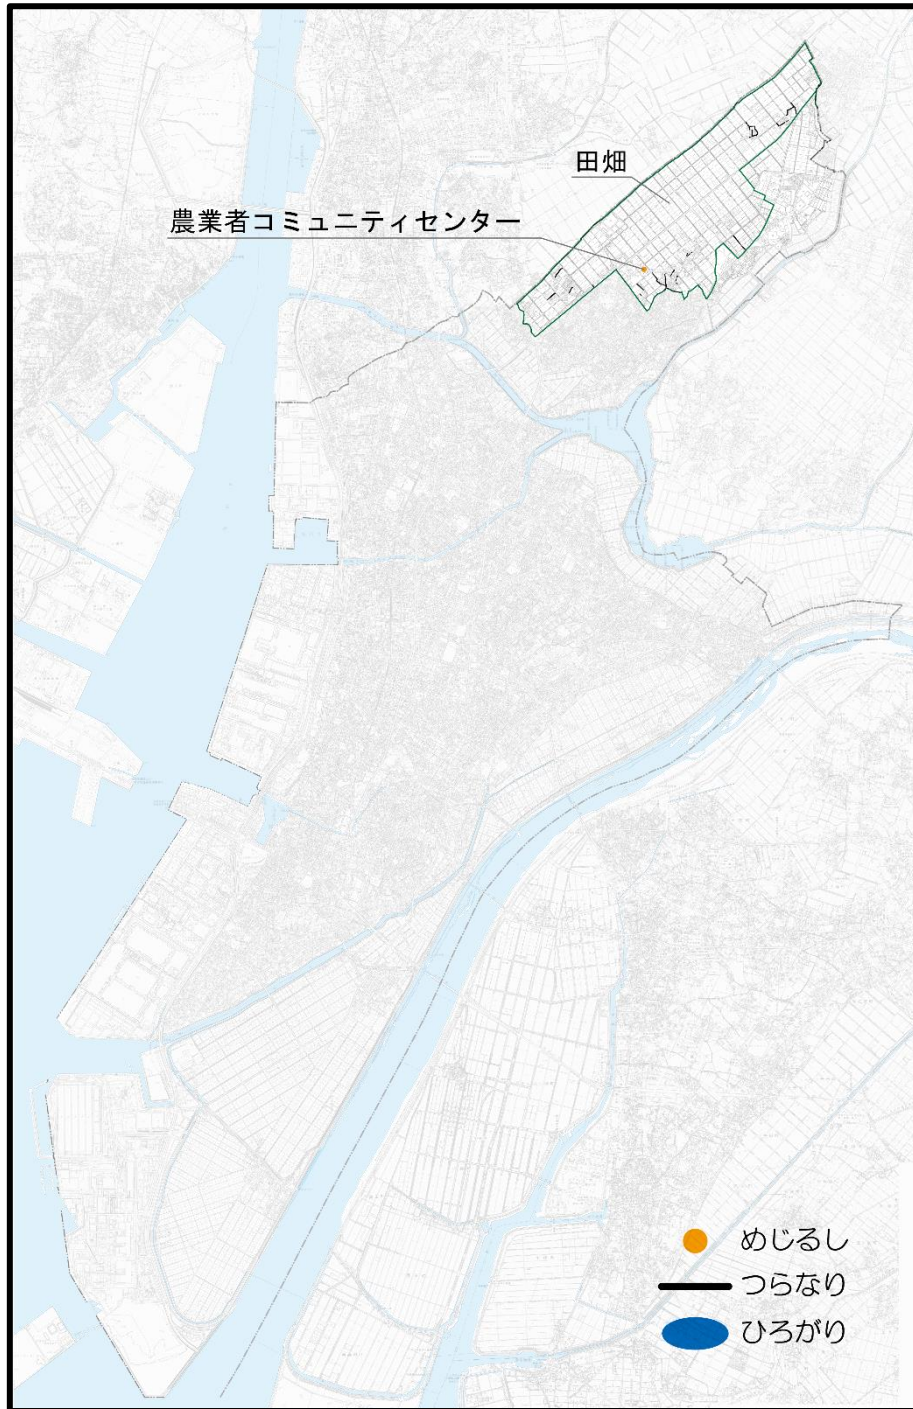 田畑
農業者コミュニティセンター
めじるし
つらなり
ひろがり